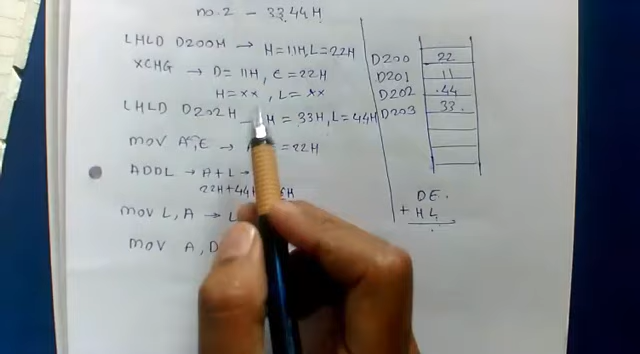 no.2 - 3344H
LHLD D200H → H=11H, L=22H
XCHG → D=11H, E=22H
H=xx, L=xx
LHLD D202H - H=33H, L=44H
MOV A,E → =22H
ADDL → A+L →
22H+44H H
MOV L,A → L
MOV A,D
D200 22
D201 11
D202 .44
D203 33.
DE.
+ HL